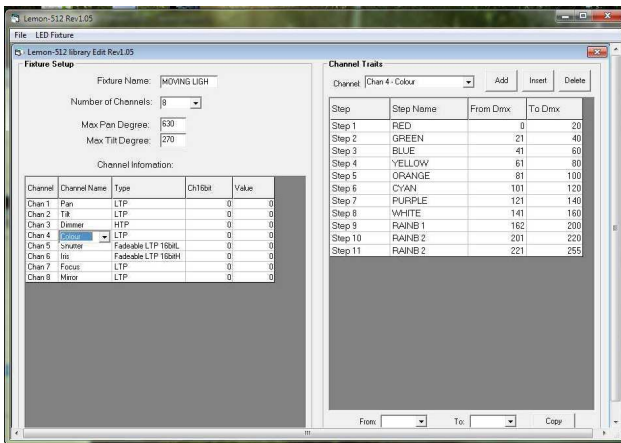 Lemon-512 Rev1.05
File LED Fixture
Lemon-512 library Edit Rev1.05
Fixture Setup
Fixture Name: MOVING LIGH
Number of Channels: 8
Max Pan Degree: 630
Max Tilt Degree: 270
Channel Infomation:
Channel Channel Name Type Ch16bit Value
Chan 1 Pan LTP 0 0
Chan 2 Tilt LTP 0 0
Chan 3 Dimmer HTP 0 0
Chan 4 Colour LTP 0 0
Chan 5 Shutter Fadeable LTP 16bitL 0 0
Chan 6 Iris Fadeable LTP 16bitH 0 0
Chan 7 Focus LTP 0 0
Chan 8 Mirror LTP 0 0
Channel Traits
Channel: Chan 4 - Colour Add Insert Delete
Step Step Name From Dmx To Dmx
Step 1 RED 0 20
Step 2 GREEN 21 40
Step 3 BLUE 41 60
Step 4 YELLOW 61 80
Step 5 ORANGE 81 100
Step 6 CYAN 101 120
Step 7 PURPLE 121 140
Step 8 WHITE 141 160
Step 9 RAINB 1 162 200
Step 10 RAINB 2 201 220
Step 11 RAINB 2 221 255
From: To: Copy